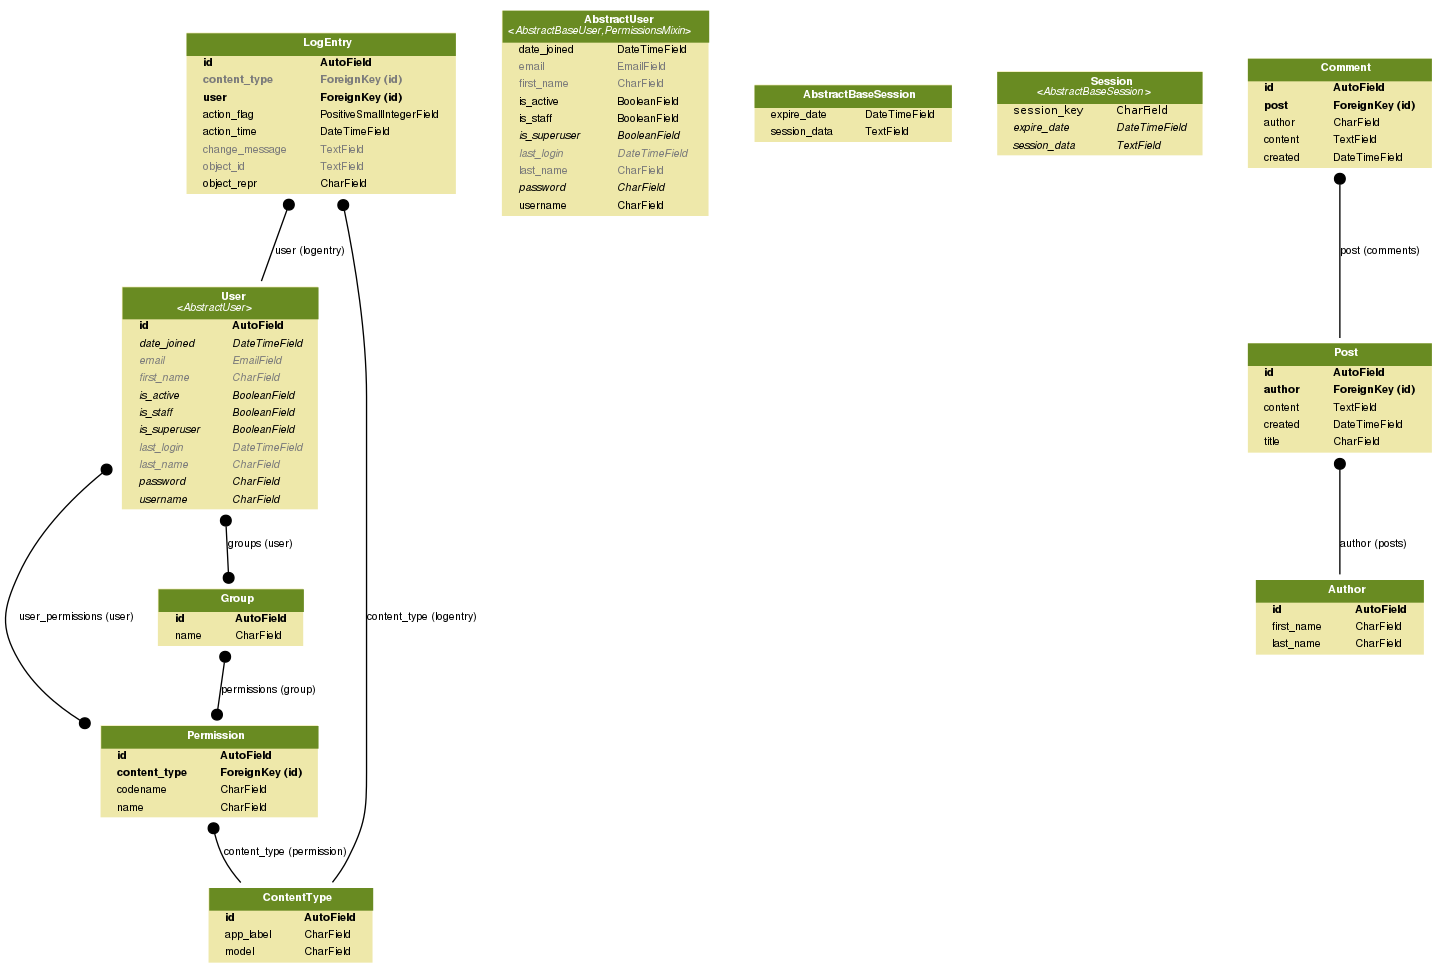 LogEntry
id AutoField
content_type ForeignKey (id)
user ForeignKey (id)
action_flag PositiveSmallIntegerField
action_time DateTimeField
change_message TextField
object_id TextField
object_repr CharField
AbstractUser
<AbstractBaseUser,PermissionsMixin>
date_joined DateTimeField
email EmailField
first_name CharField
is_active BooleanField
is_staff BooleanField
is_superuser BooleanField
last_login DateTimeField
last_name CharField
password CharField
username CharField
AbstractBaseSession
expire_date DateTimeField
session_data TextField
Session
<AbstractBaseSession>
session_key CharField
expire_date DateTimeField
session_data TextField
Comment
id AutoField
post ForeignKey (id)
author CharField
content TextField
created DateTimeField
user (logentry)
post (comments)
User
<AbstractUser>
id AutoField
date_joined DateTimeField
email EmailField
first_name CharField
is_active BooleanField
is_staff BooleanField
is_superuser BooleanField
last_login DateTimeField
last_name CharField
password CharField
username CharField
Post
id AutoField
author ForeignKey (id)
content TextField
created DateTimeField
title CharField
groups (user)
author (posts)
Group
id AutoField
name CharField
user_permissions (user)
content_type (logentry)
Author
id AutoField
first_name CharField
last_name CharField
permissions (group)
Permission
id AutoField
content_type ForeignKey (id)
codename CharField
name CharField
content_type (permission)
ContentType
id AutoField
app_label CharField
model CharField